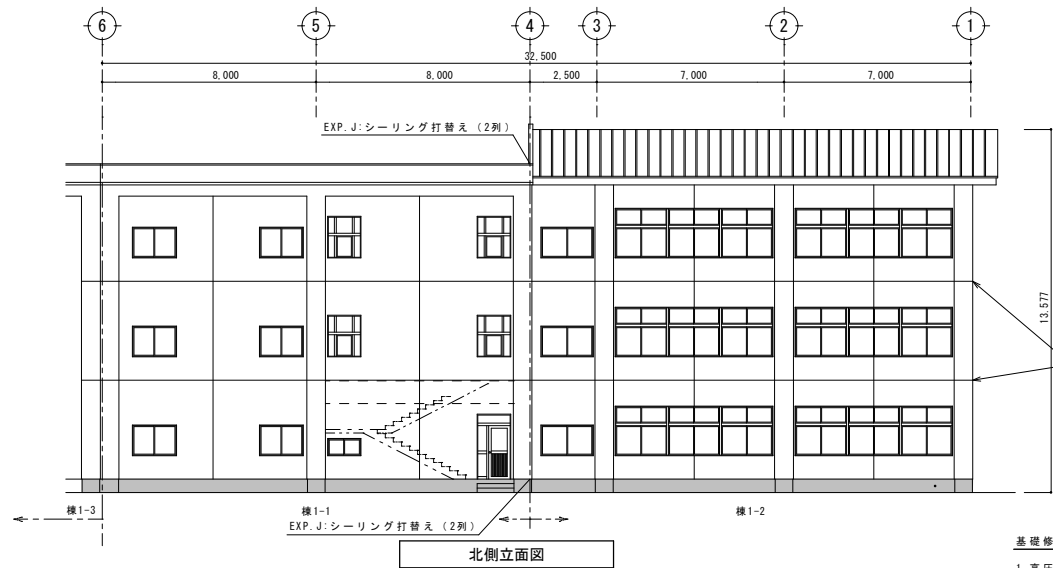 6 5 4 3 2 1
32,500
8,000 8,000 2,500 7,000 7,000
EXP.J:シーリング打替え(2列)
13,577
棟1-3 棟1-1 棟1-2
EXP.J:シーリング打替え(2列)
北側立面図
基礎修
1 高圧